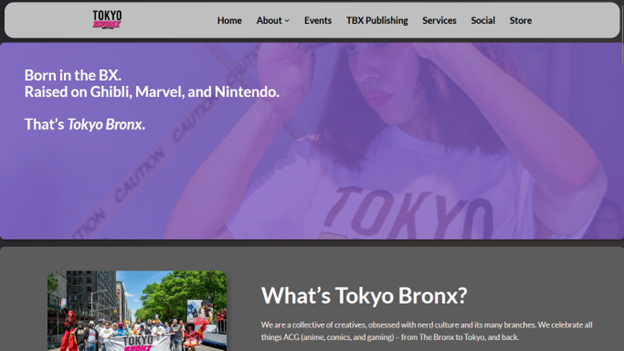 TOKYO
BRONX
Home About Events TBX Publishing Services Social Store
Born in the BX.
Raised on Ghibli, Marvel, and Nintendo.
That's Tokyo Bronx.
CAUTION
CAUTION
TOKYO
What's Tokyo Bronx?
We are a collective of creatives, obsessed with nerd culture and its many branches. We celebrate all
things ACG (anime, comics, and gaming) – from The Bronx to Tokyo, and back.
TOKYO
BRONX